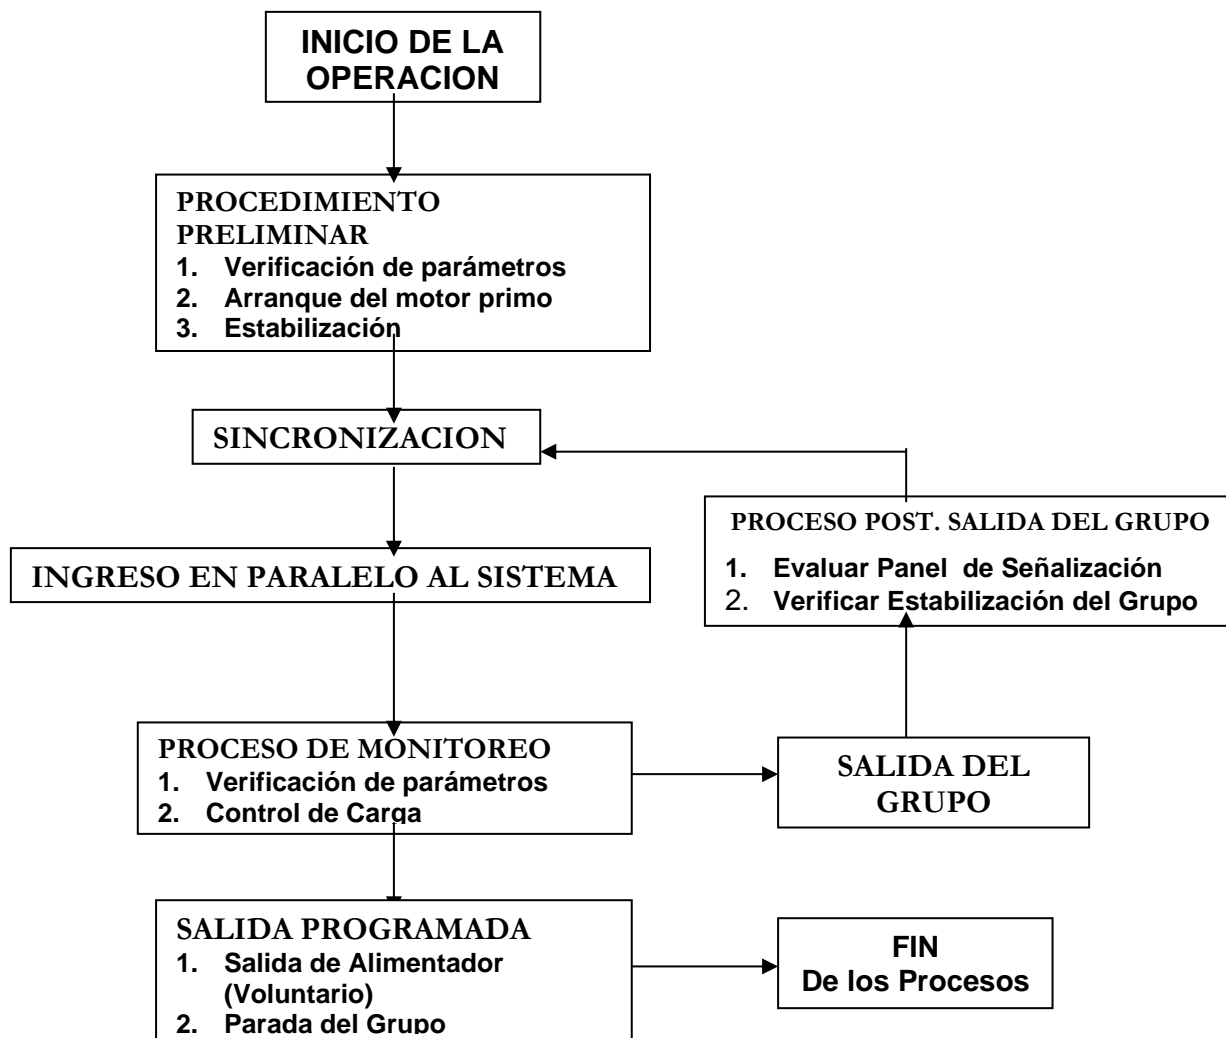 INICIO DE LA
OPERACION
PROCEDIMIENTO
PRELIMINAR
1. Verificación de parámetros
2. Arranque del motor primo
3. Estabilización
SINCRONIZACION
PROCESO POST. SALIDA DEL GRUPO
1. Evaluar Panel de Señalización
2. Verificar Estabilización del Grupo
INGRESO EN PARALELO AL SISTEMA
PROCESO DE MONITOREO
1. Verificación de parámetros
2. Control de Carga
SALIDA DEL
GRUPO
SALIDA PROGRAMADA
1. Salida de Alimentador
(Voluntario)
2. Parada del Grupo
FIN
De los Procesos